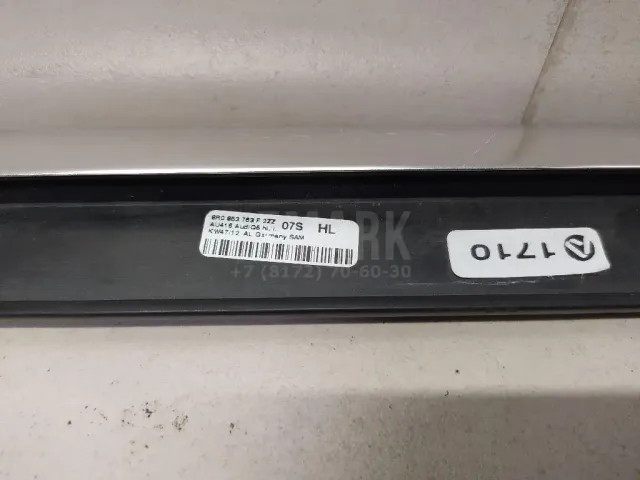 8R0 853 763 F 2ZZ
AU416 AudiQ5 07S HL
KW47/12 AL Germany SAM
MARK
+7 (8172) 70-60-30
1710